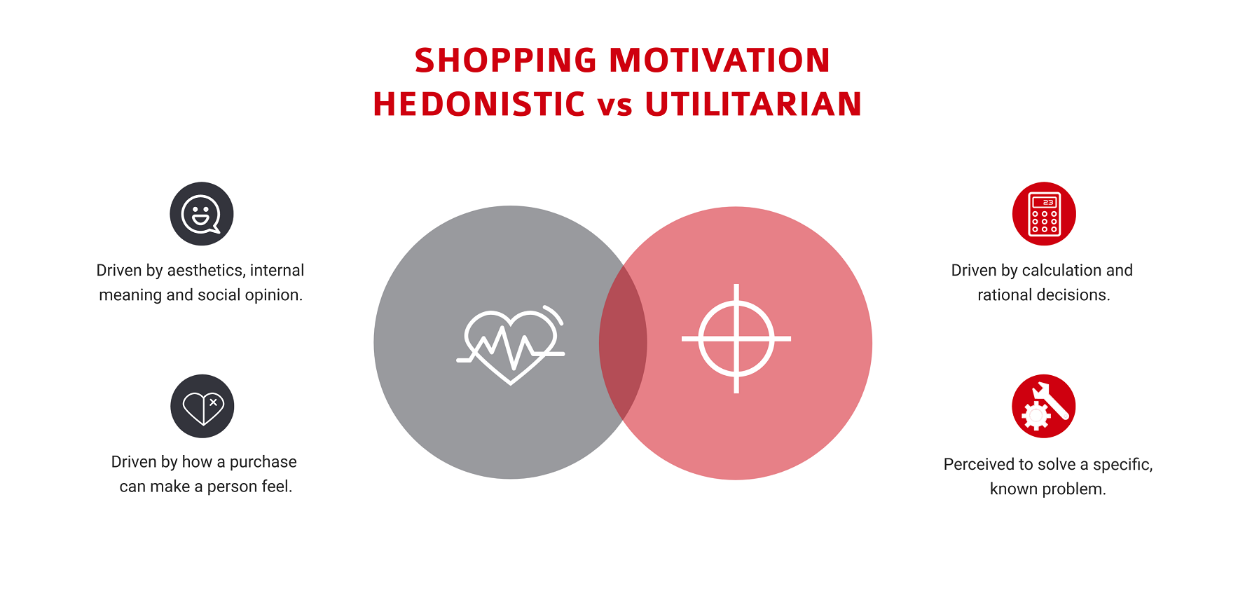 SHOPPING MOTIVATION
HEDONISTIC vs UTILITARIAN
Driven by aesthetics, internal
meaning and social opinion.
Driven by how a purchase
can make a person feel.
23
Driven by calculation and
rational decisions.
Perceived to solve a specific,
known problem.